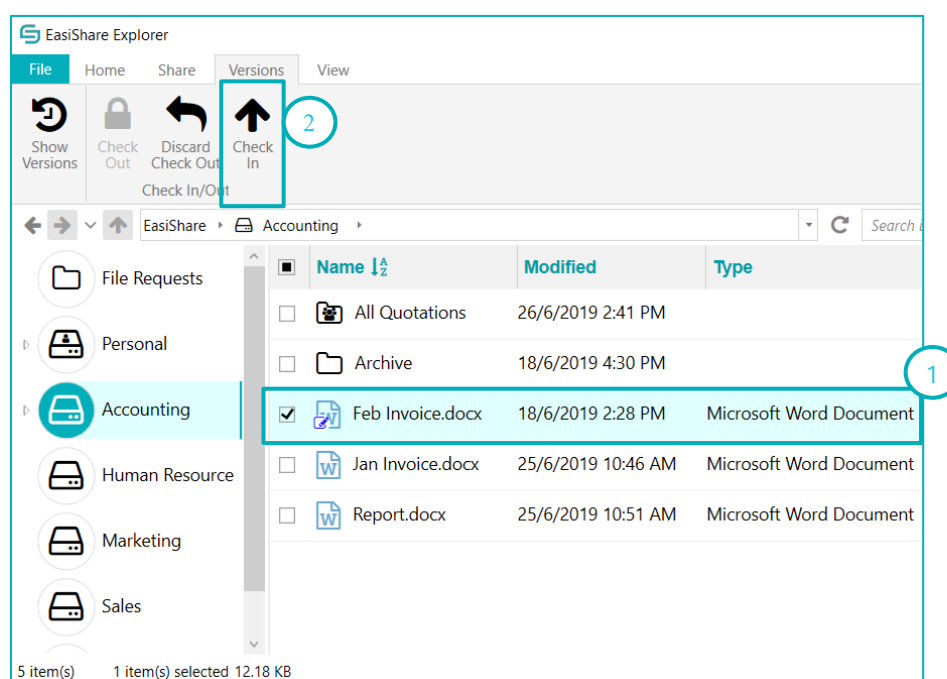 EasiShare Explorer
File Home Share Versions View
Show Versions
Check Out
Discard Check Out
Check In
2
Check In/Out
EasiShare Accounting
Search
Name Modified Type
File Requests
Personal
Accounting
Human Resource
Marketing
Sales
All Quotations 26/6/2019 2:41 PM
Archive 18/6/2019 4:30 PM
1
Feb Invoice.docx 18/6/2019 2:28 PM Microsoft Word Document
Jan Invoice.docx 25/6/2019 10:46 AM Microsoft Word Document
Report.docx 25/6/2019 10:51 AM Microsoft Word Document
5 item(s) 1 item(s) selected 12.18 KB